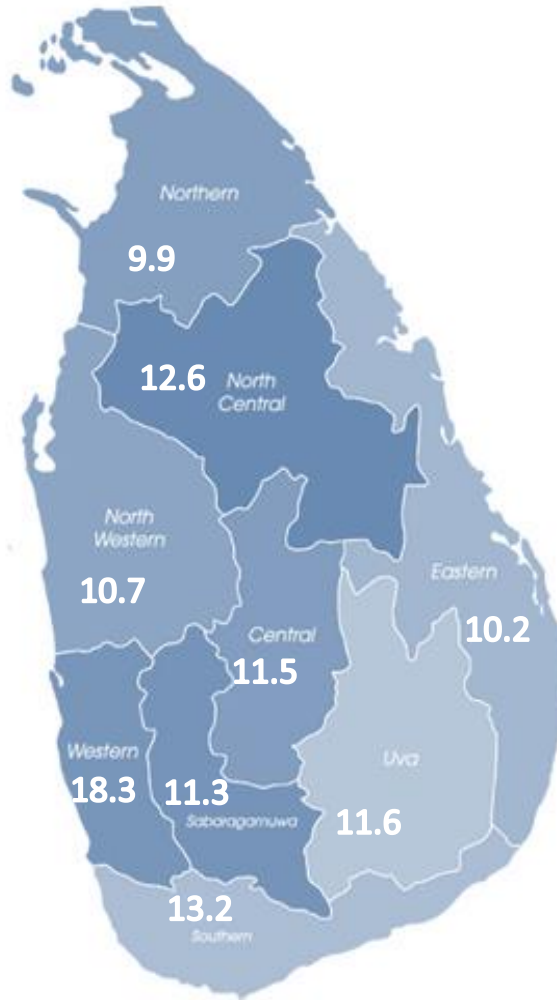 Northern
9.9
12.6
North
Central
North
Western
10.7
Eastern
10.2
Central
11.5
Western
18.3
11.3
Sabaragamuwa
Uva
11.6
13.2
Southern